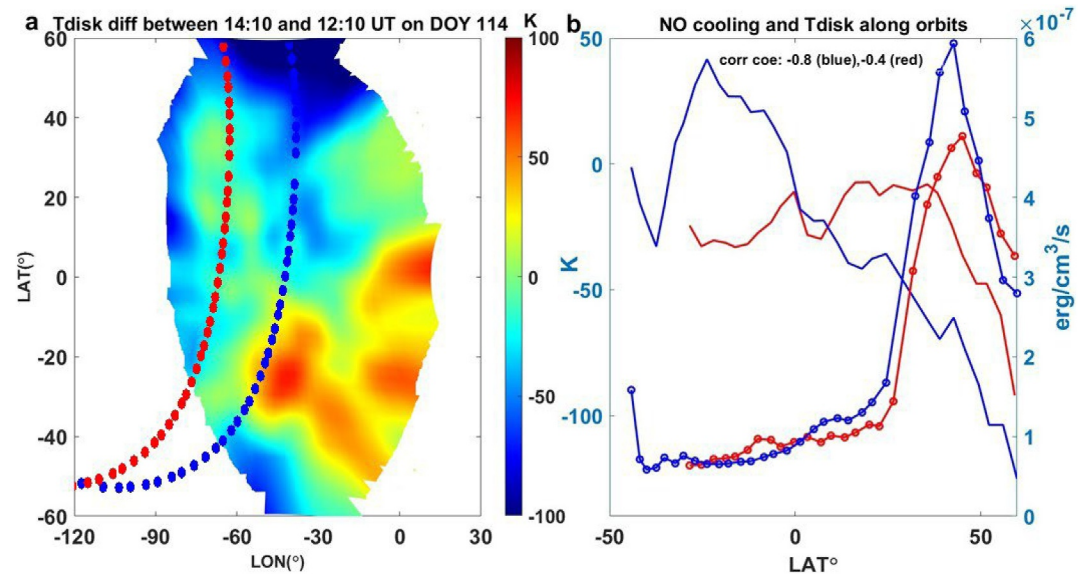 a Tdisk diff between 14:10 and 12:10 UT on DOY 114 K
60
40
20
0
-20
-40
-60
LAT(°)
-120 -90 -60 -30 0 30
LON(°)
100
50
0
-50
-100
b NO cooling and Tdisk along orbits ×10-7
corr coe: -0.8 (blue),-0.4 (red)
50
0
-50
-100
K
-50 0 50
LAT°
6
5
4
3
2
1
0
erg/cm3/s